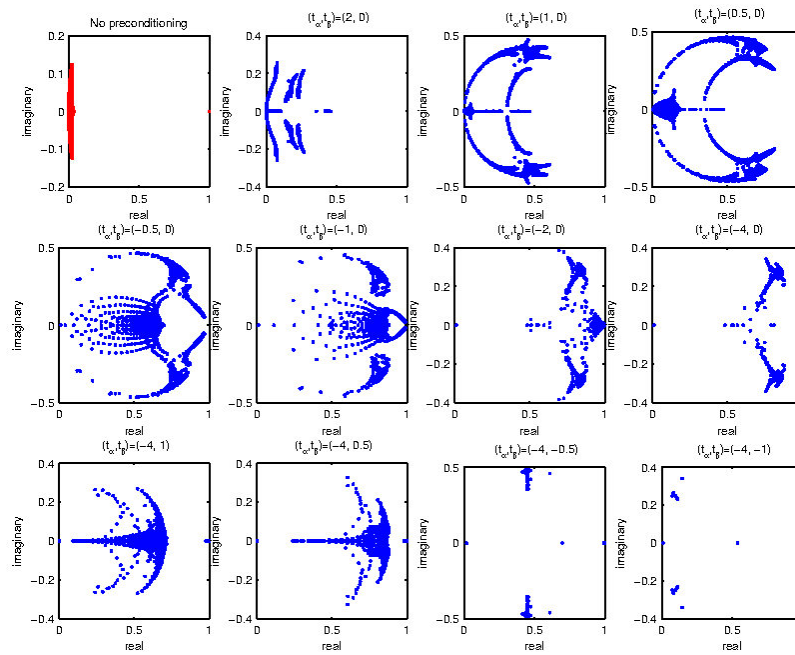 No preconditioning
0.2
0.1
0
-0.1
-0.2
imaginary
0 0.5 1
real
(tα,tβ)=(2, 0)
0.4
0.2
0
-0.2
-0.4
imaginary
0 0.5 1
real
(tα,tβ)=(1, 0)
0.5
0
-0.5
imaginary
0 0.5 1
real
(tα,tβ)=(0.5, 0)
0.5
0
-0.5
imaginary
0 0.5
real
(tα,tβ)=(-0.5, 0)
0.5
0
-0.5
imaginary
0 0.5 1
real
(tα,tβ)=(-1, 0)
0.5
0
-0.5
imaginary
0 0.5 1
real
(tα,tβ)=(-2, 0)
0.4
0.2
0
-0.2
-0.4
imaginary
0 0.5 1
real
(tα,tβ)=(-4, 0)
0.4
0.2
0
-0.2
-0.4
imaginary
0 0.5
real
(tα,tβ)=(-4, 1)
0.4
0.2
0
-0.2
-0.4
imaginary
0 0.5 1
(tα,tβ)=(-4, 0.5)
0.4
0.2
0
-0.2
-0.4
imaginary
0 0.5 1
(tα,tβ)=(-4, -0.5)
0.5
0
-0.5
imaginary
0 0.5 1
(tα,tβ)=(-4, -1)
0.4
0.2
0
-0.2
-0.4
imaginary
0 0.5